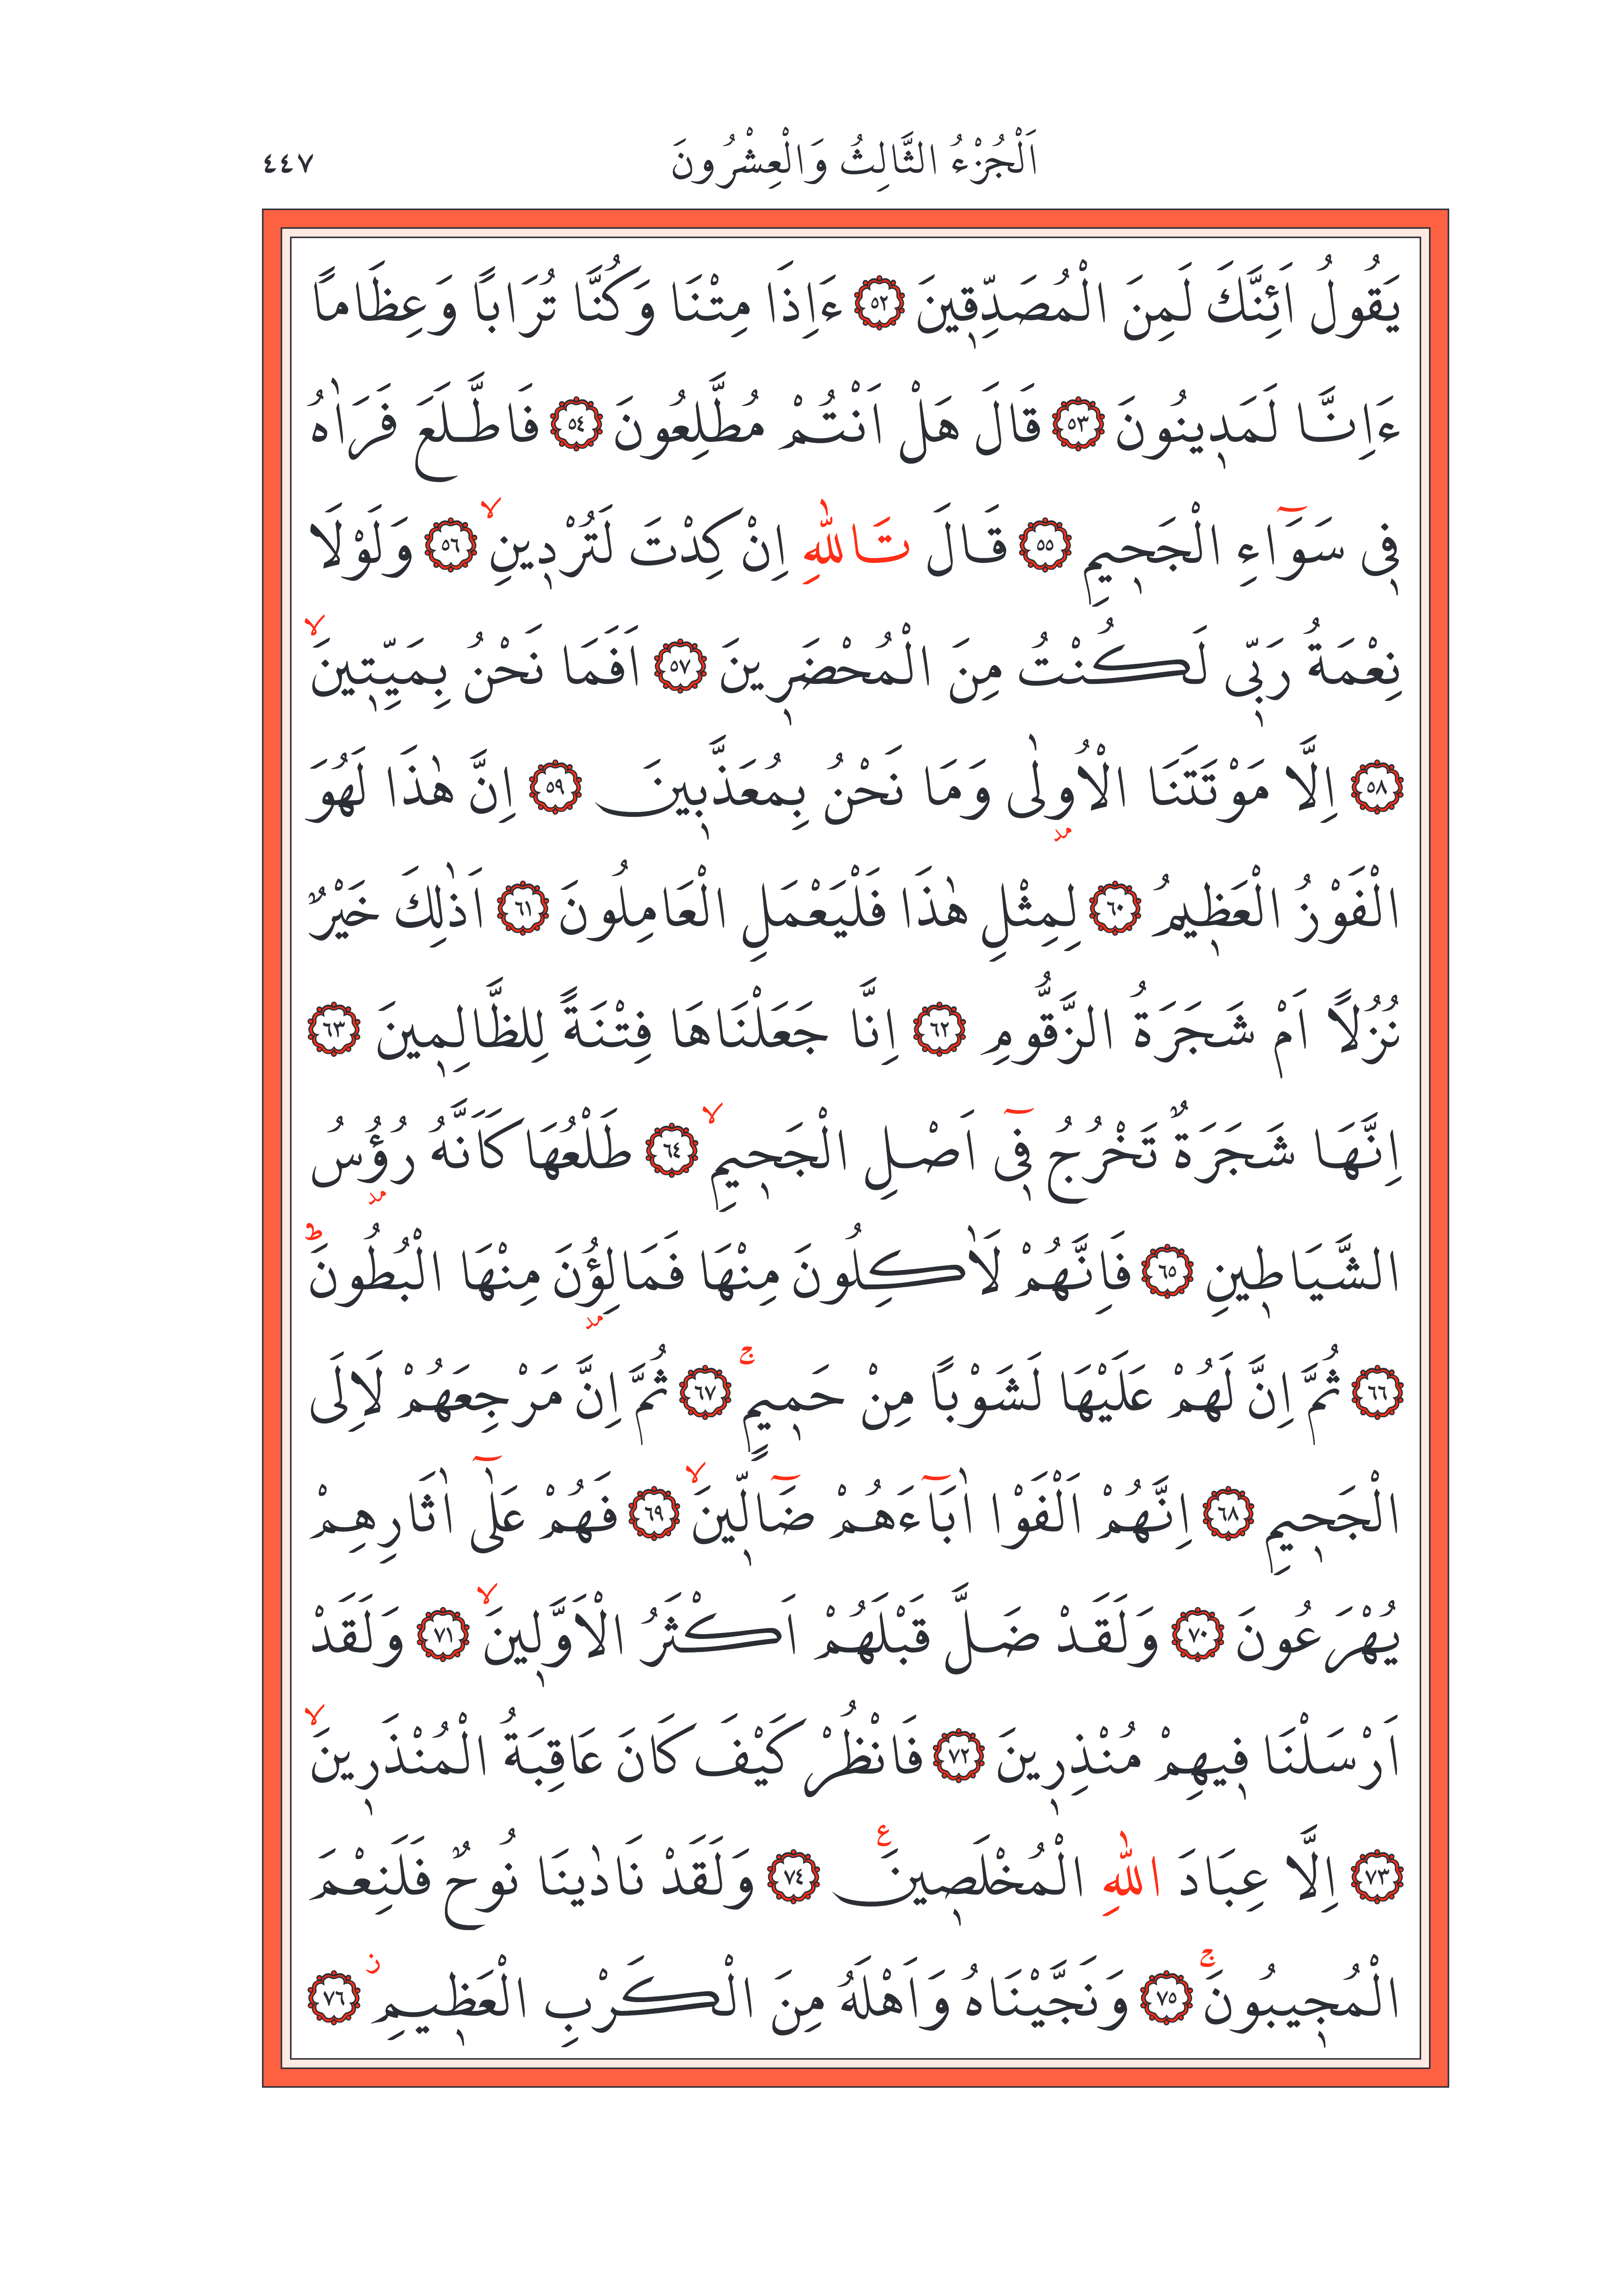 اَلْجُزْءُ الثَّالِثُ وَالْعِشْرُونَ ٤٤٧
يَقُولُ اَئِنَّكَ لَمِنَ الْمُصَدِّقٖينَ ٥٢ ءَاِذَا مِتْنَا وَكُنَّا تُرَاباً وَعِظَاماً
ءَاِنَّا لَمَدٖينُونَ ٥٣ قَالَ هَلْ اَنْتُمْ مُطَّلِعُونَ ٥٤ فَاطَّلَعَ فَرَاٰهُ
فٖى سَوَٓاءِ الْجَحٖيمِ ٥٥ قَالَ تَاللّٰهِ اِنْ كِدْتَ لَتُرْدٖينِۙ ٥٦ وَلَوْلَا
نِعْمَةُ رَبّٖى لَكُنْتُ مِنَ الْمُحْضَرٖينَ ٥٧ اَفَمَا نَحْنُ بِمَيِّتٖينَۙ
٥٨ اِلَّا مَوْتَتَنَا الْاُو۫لٰى وَمَا نَحْنُ بِمُعَذَّبٖينَ ٥٩ اِنَّ هٰذَا لَهُوَ
الْفَوْزُ الْعَظٖيمُ ٦٠ لِمِثْلِ هٰذَا فَلْيَعْمَلِ الْعَامِلُونَ ٦١ اَذٰلِكَ خَيْرٌ
نُزُلاً اَمْ شَجَرَةُ الزَّقُّومِ ٦٢ اِنَّا جَعَلْنَاهَا فِتْنَةً لِلظَّالِمٖينَ ٦٣
اِنَّهَا شَجَرَةٌ تَخْرُجُ فٖٓى اَصْلِ الْجَحٖيمِۙ ٦٤ طَلْعُهَا كَاَنَّهُ رُؤُ۫سُ
الشَّيَاطٖينِ ٦٥ فَاِنَّهُمْ لَاٰكِلُونَ مِنْهَا فَمَالِؤُ۫نَ مِنْهَا الْبُطُونَۜ
٦٦ ثُمَّ اِنَّ لَهُمْ عَلَيْهَا لَشَوْباً مِنْ حَمٖيمٍۚ ٦٧ ثُمَّ اِنَّ مَرْجِعَهُمْ لَاِلَى
الْجَحٖيمِ ٦٨ اِنَّهُمْ اَلْفَوْا اٰبَٓاءَهُمْ ضَٓالّٖينَۙ ٦٩ فَهُمْ عَلٰٓى اٰثَارِهِمْ
يُهْرَعُونَ ٧٠ وَلَقَدْ ضَلَّ قَبْلَهُمْ اَكْثَرُ الْاَوَّلٖينَۙ ٧١ وَلَقَدْ
اَرْسَلْنَا فٖيهِمْ مُنْذِرٖينَ ٧٢ فَانْظُرْ كَيْفَ كَانَ عَاقِبَةُ الْمُنْذَرٖينَۙ
٧٣ اِلَّا عِبَادَ اللّٰهِ الْمُخْلَصٖينَ ع ٧٤ وَلَقَدْ نَادٰينَا نُوحٌ فَلَنِعْمَ
الْمُجٖيبُونَۚ ٧٥ وَنَجَّيْنَاهُ وَاَهْلَهُ مِنَ الْكَرْبِ الْعَظٖيمِ ز ٧٦